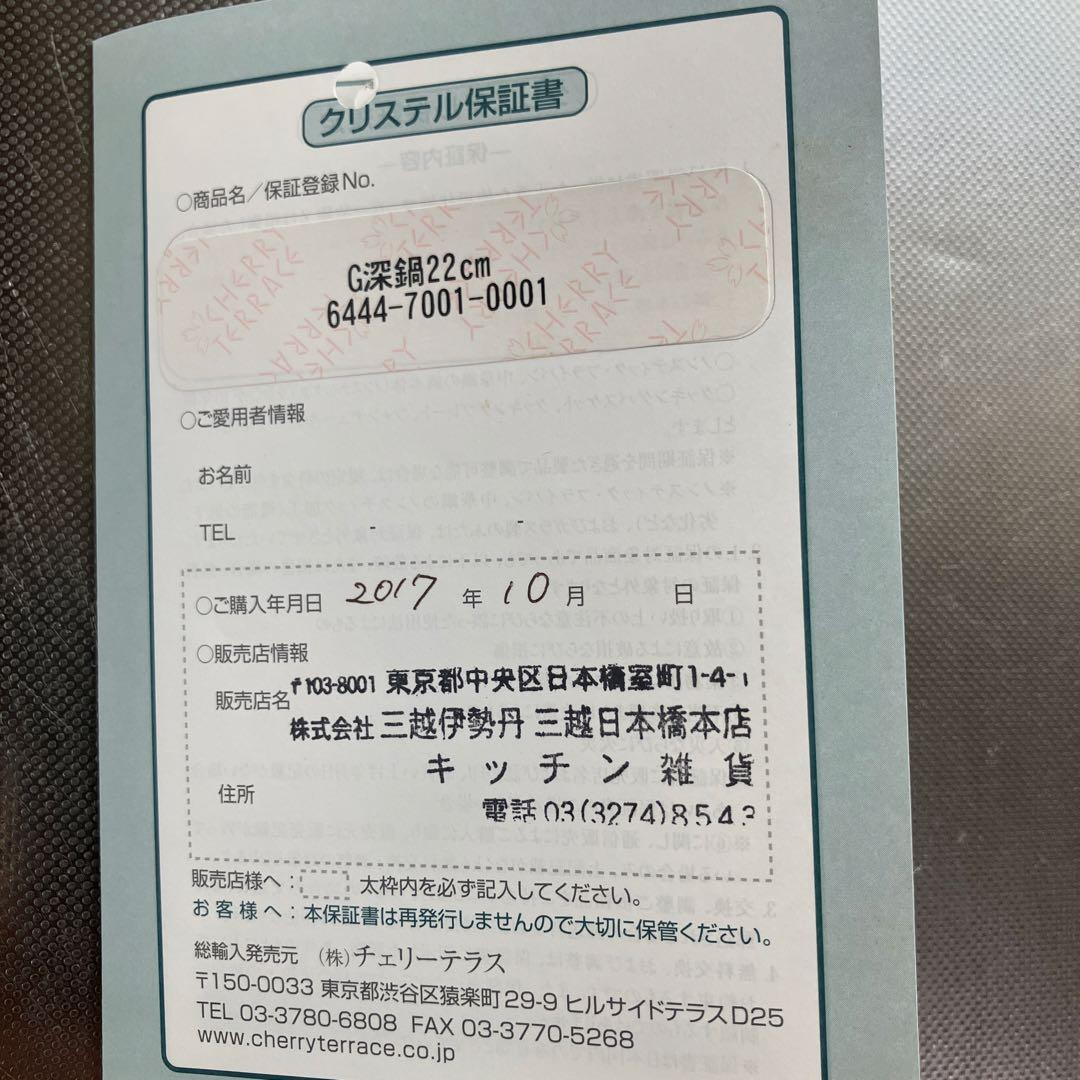 クリステル保証書
○商品名／保証登録No.
G深鍋22cm
6444-7001-0001
CHERRY TERRACE
○ご愛用者情報
お名前
TEL - -
○ご購入年月日 2017 年 10 月 日
○販売店情報
販売店名
〒103-8001 東京都中央区日本橋室町1-4-1
株式会社 三越伊勢丹 三越日本橋本店
キッチン雑貨
住所
電話 03(3274)8543
販売店様へ： 太枠内を必ず記入してください。
お客様へ：本保証書は再発行しませんので大切に保管ください。
総輸入発売元 （株）チェリーテラス
〒150-0033 東京都渋谷区猿楽町29-9 ヒルサイドテラスD25
TEL 03-3780-6808 FAX 03-3770-5268
www.cherryterrace.co.jp